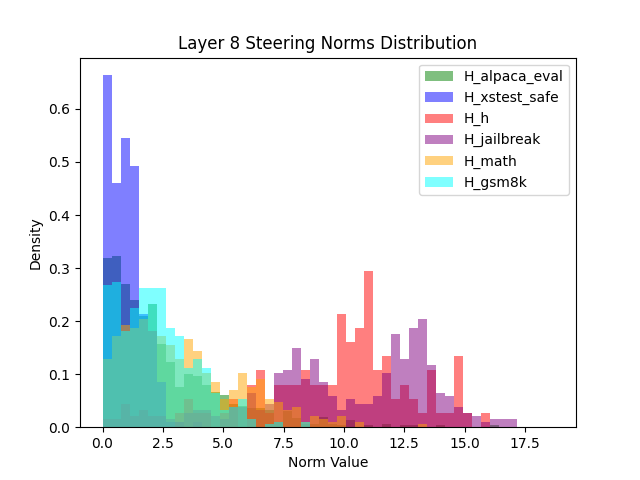 Layer 8 Steering Norms Distribution
H_alpaca_eval
H_xstest_safe
H_h
H_jailbreak
H_math
H_gsm8k
Density
0.6
0.5
0.4
0.3
0.2
0.1
0.0
0.0 2.5 5.0 7.5 10.0 12.5 15.0 17.5
Norm Value